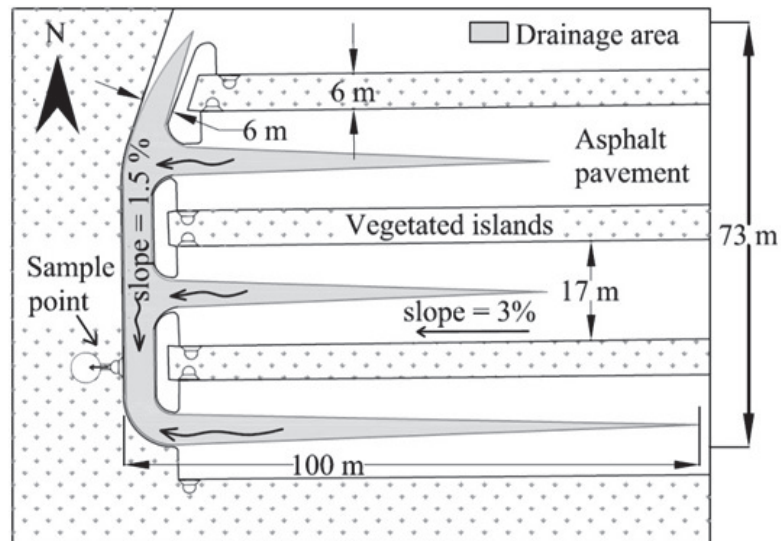 N
Drainage area
6 m
6 m
Asphalt
pavement
slope = 1.5 %
Vegetated islands
73 m
Sample
point
17 m
slope = 3%
100 m